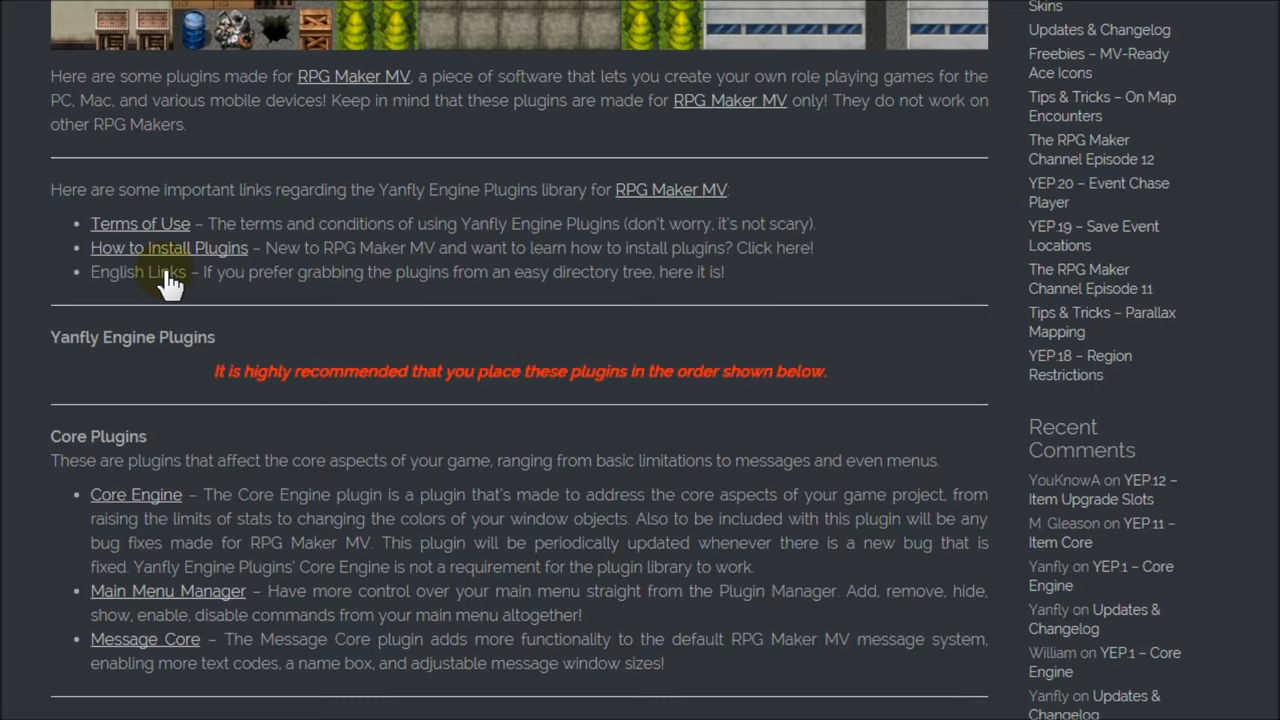 Here are some plugins made for RPG Maker MV, a piece of software that lets you create your own role playing games for the
PC, Mac, and various mobile devices! Keep in mind that these plugins are made for RPG Maker MV only! They do not work on
other RPG Makers.
Here are some important links regarding the Yanfly Engine Plugins library for RPG Maker MV:
• Terms of Use – The terms and conditions of using Yanfly Engine Plugins (don't worry, it's not scary).
• How to Install Plugins – New to RPG Maker MV and want to learn how to install plugins? Click here!
• English Links – If you prefer grabbing the plugins from an easy directory tree, here it is!
Yanfly Engine Plugins
It is highly recommended that you place these plugins in the order shown below.
Core Plugins
These are plugins that affect the core aspects of your game, ranging from basic limitations to messages and even menus.
• Core Engine – The Core Engine plugin is a plugin that's made to address the core aspects of your game project, from
raising the limits of stats to changing the colors of your window objects. Also to be included with this plugin will be any
bug fixes made for RPG Maker MV. This plugin will be periodically updated whenever there is a new bug that is
fixed. Yanfly Engine Plugins' Core Engine is not a requirement for the plugin library to work.
• Main Menu Manager – Have more control over your main menu straight from the Plugin Manager. Add, remove, hide,
show, enable, disable commands from your main menu altogether!
• Message Core – The Message Core plugin adds more functionality to the default RPG Maker MV message system,
enabling more text codes, a name box, and adjustable message window sizes!
Skins
Updates & Changelog
Freebies – MV-Ready
Ace Icons
Tips & Tricks – On Map
Encounters
The RPG Maker
Channel Episode 12
YEP.20 – Event Chase
Player
YEP.19 – Save Event
Locations
The RPG Maker
Channel Episode 11
Tips & Tricks – Parallax
Mapping
YEP.18 – Region
Restrictions
Recent
Comments
YouKnowA on YEP.12 –
Item Upgrade Slots
M. Gleason on YEP.11 –
Item Core
Yanfly on YEP.1 – Core
Engine
Yanfly on Updates &
Changelog
William on YEP.1 – Core
Engine
Yanfly on Updates &
Changelog